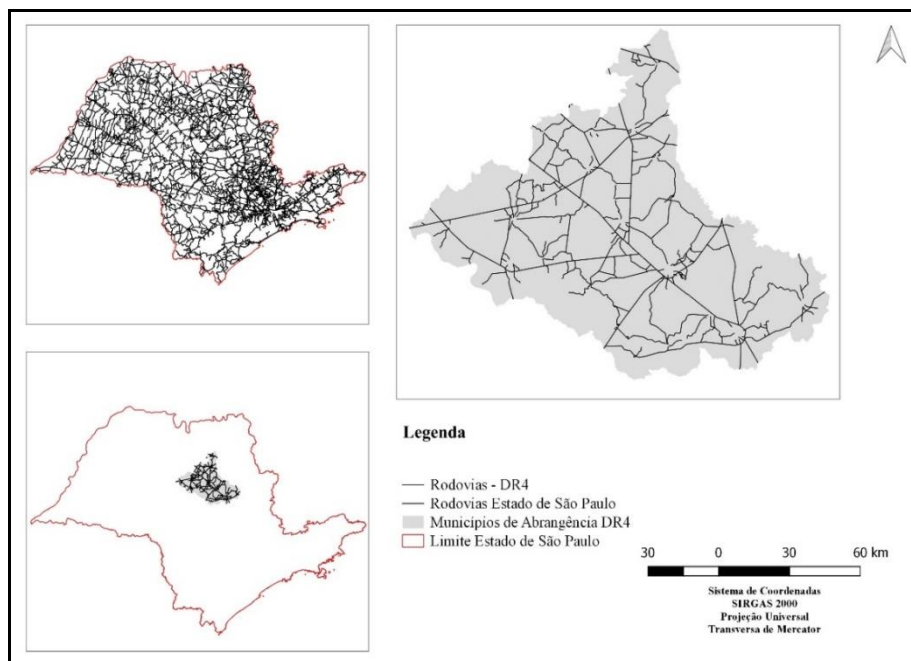 Legenda
Rodovias - DR4
Rodovias Estado de São Paulo
Municípios de Abrangência DR4
Limite Estado de São Paulo
30 0 30 60 km
Sistema de Coordenadas
SIRGAS 2000
Projeção Universal
Transversa de Mercator